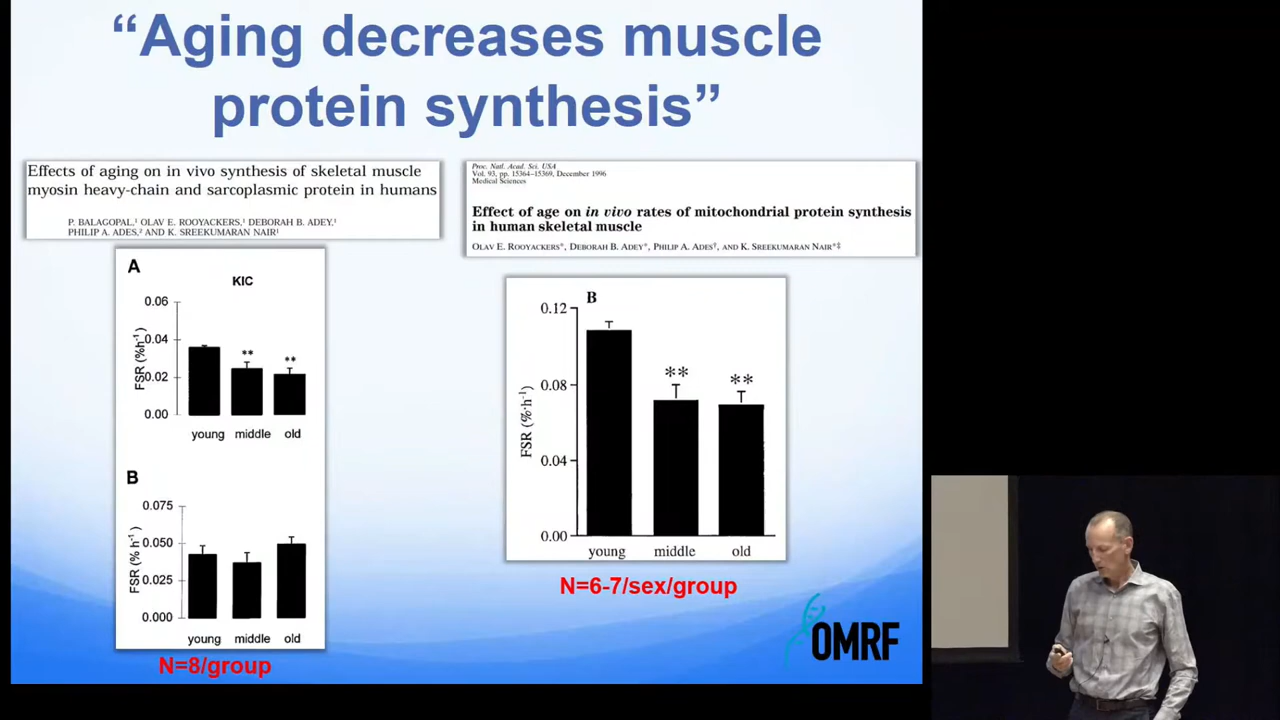 “Aging decreases muscle
protein synthesis”
Effects of aging on in vivo synthesis of skeletal muscle
myosin heavy-chain and sarcoplasmic protein in humans
P. BALAGOPAL,¹ OLAV E. ROOYACKERS,¹ DEBORAH B. ADEY,¹
PHILIP A. ADES,² AND K. SREEKUMARAN NAIR¹
A
KIC
0.06
0.04
0.02
0.00
FSR (%h⁻¹)
**
**
young middle old
B
0.075
0.050
0.025
0.000
FSR (% h⁻¹)
young middle old
N=8/group
Proc. Natl. Acad. Sci. USA
Vol. 93, pp. 15364–15369, December 1996
Medical Sciences
Effect of age on in vivo rates of mitochondrial protein synthesis
in human skeletal muscle
OLAV E. ROOYACKERS*, DEBORAH B. ADEY*, PHILIP A. ADES†, AND K. SREEKUMARAN NAIR*‡
B
0.12
0.08
0.04
0.00
FSR (%·h⁻¹)
**
**
young middle old
N=6-7/sex/group
OMRF